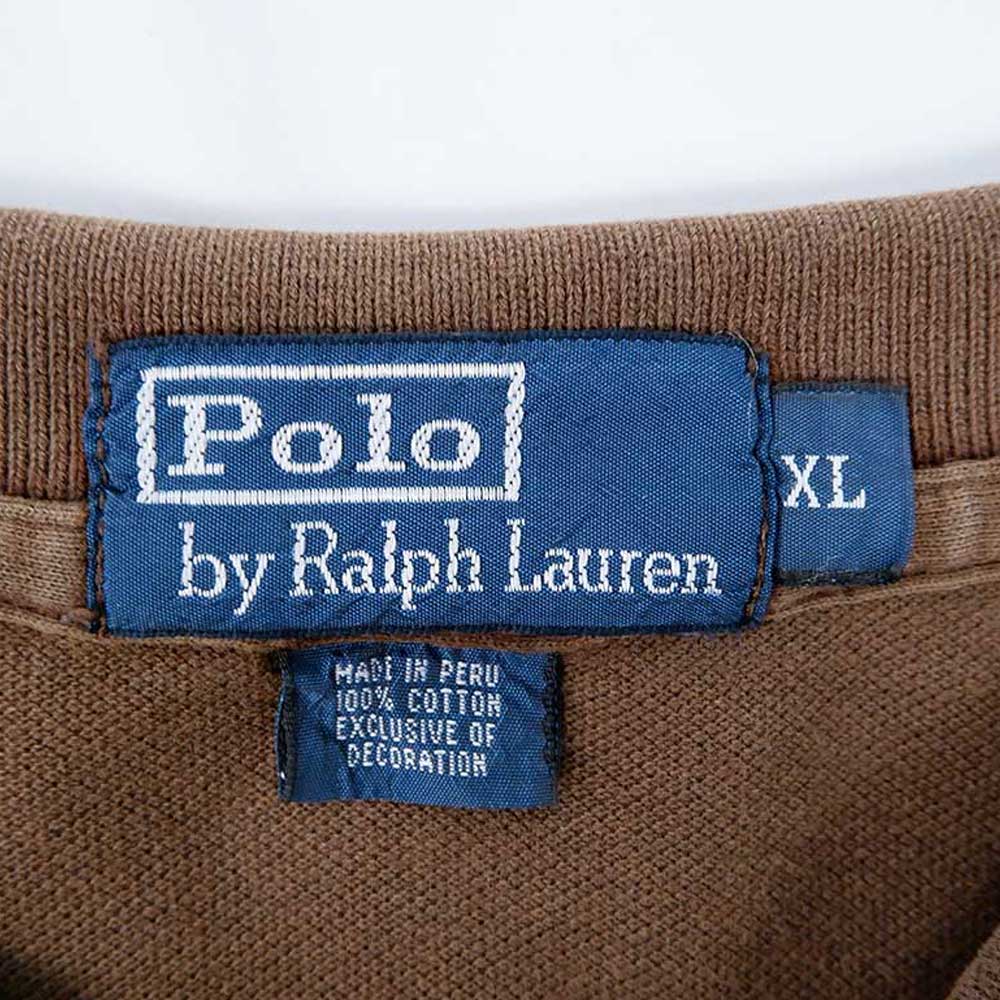 Polo
by Ralph Lauren
XL
MADE IN PERU
100% COTTON
EXCLUSIVE OF
DECORATION